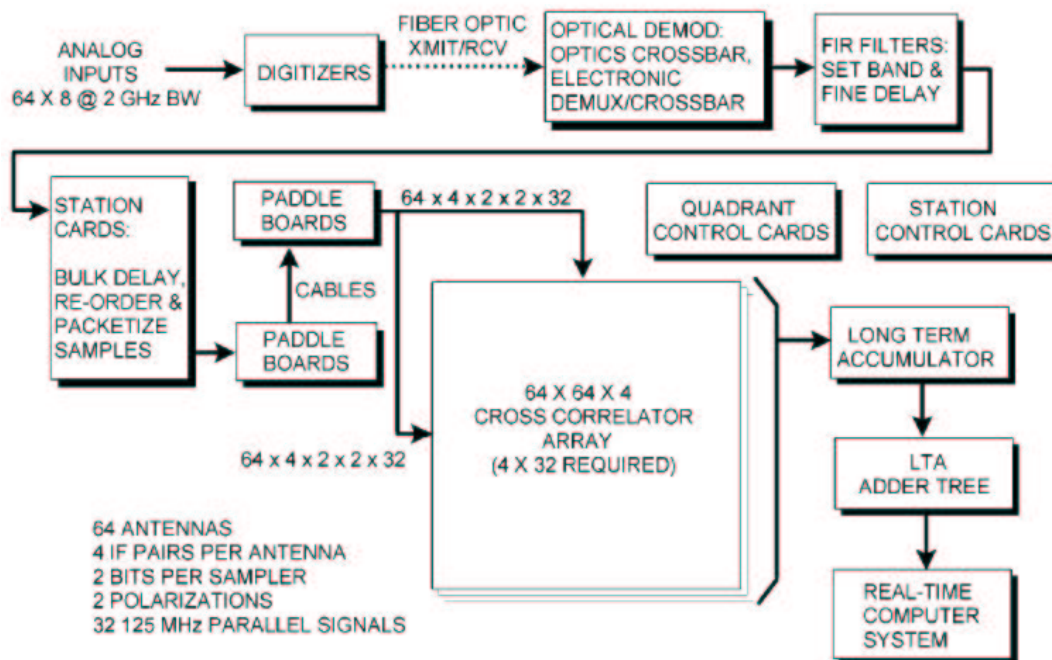 ANALOG
INPUTS
64 X 8 @ 2 GHz BW
DIGITIZERS
FIBER OPTIC
XMIT/RCV
OPTICAL DEMOD:
OPTICS CROSSBAR,
ELECTRONIC
DEMUX/CROSSBAR
FIR FILTERS:
SET BAND &
FINE DELAY
STATION
CARDS:
BULK DELAY,
RE-ORDER &
PACKETIZE
SAMPLES
PADDLE
BOARDS
CABLES
PADDLE
BOARDS
64 x 4 x 2 x 2 x 32
64 x 4 x 2 x 2 x 32
QUADRANT
CONTROL CARDS
STATION
CONTROL CARDS
64 X 64 X 4
CROSS CORRELATOR
ARRAY
(4 X 32 REQUIRED)
LONG TERM
ACCUMULATOR
LTA
ADDER TREE
REAL-TIME
COMPUTER
SYSTEM
64 ANTENNAS
4 IF PAIRS PER ANTENNA
2 BITS PER SAMPLER
2 POLARIZATIONS
32 125 MHz PARALLEL SIGNALS